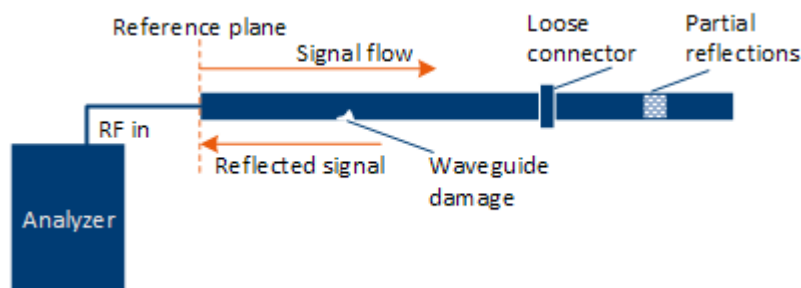 Reference plane
Signal flow
Loose
connector
Partial
reflections
RF in
Reflected signal
Waveguide
damage
Analyzer